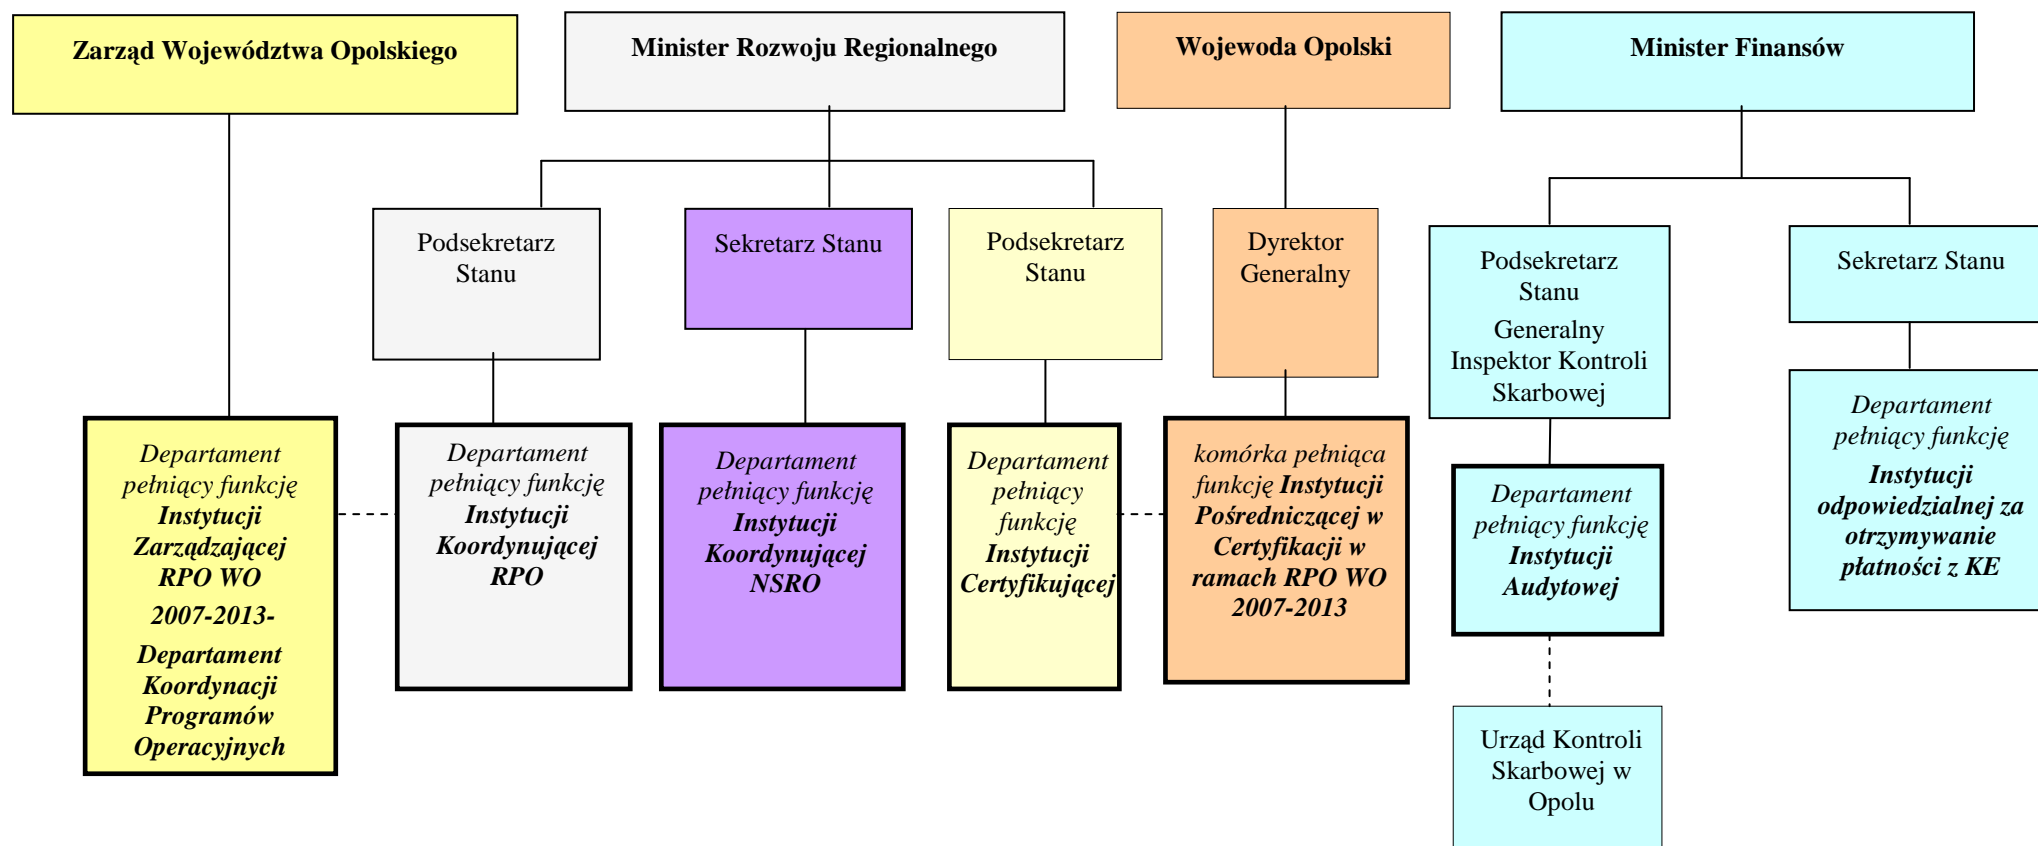 Zarząd Województwa Opolskiego
Minister Rozwoju Regionalnego
Wojewoda Opolski
Minister Finansów
Podsekretarz
Stanu
Sekretarz Stanu
Podsekretarz
Stanu
Dyrektor
Generalny
Podsekretarz
Stanu
Generalny
Inspektor Kontroli
Skarbowej
Sekretarz Stanu
Departament
pełniący funkcję
Instytucji
Zarządzającej
RPO WO
2007-2013-
Departament
Koordynacji
Programów
Operacyjnych
Departament
pełniący funkcję
Instytucji
Koordynującej
RPO
Departament
pełniący funkcję
Instytucji
Koordynującej
NSRO
Departament
pełniący
funkcję
Instytucji
Certyfikującej
komórka pełniąca
funkcję Instytucji
Pośredniczącej w
Certyfikacji w
ramach RPO WO
2007-2013
Departament
pełniący funkcję
Instytucji
Audytowej
Departament
pełniący funkcję
Instytucji
odpowiedzialnej za
otrzymywanie
płatności z KE
Urząd Kontroli
Skarbowej w
Opolu